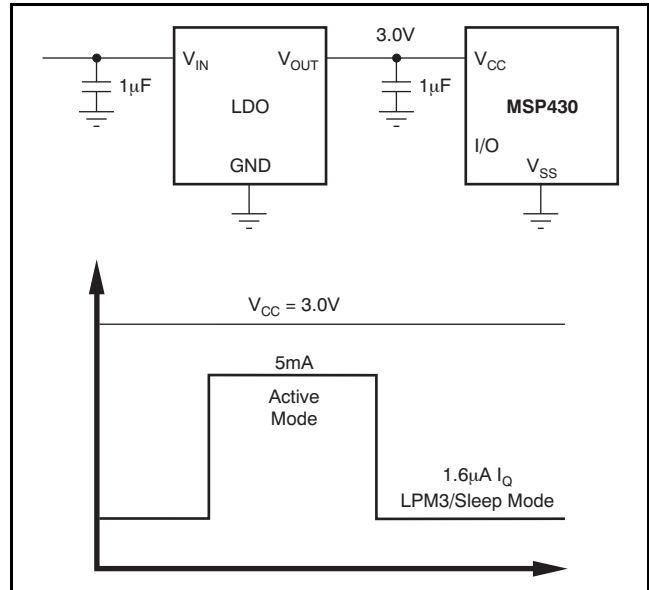 3.0V
V_IN
V_OUT
V_CC
1µF
1µF
LDO
MSP430
I/O
GND
V_SS
V_CC = 3.0V
5mA
Active
Mode
1.6µA I_Q
LPM3/Sleep Mode